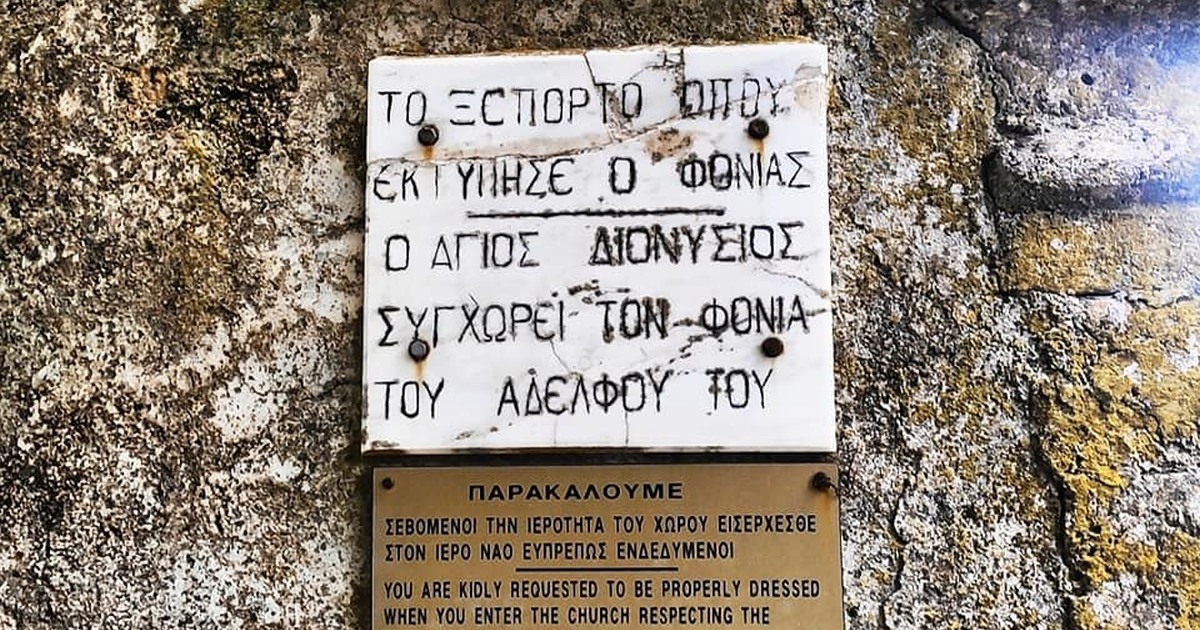 ΤΟ ΞϹΠΟΡΤΟ ΟΠΟΥ
ΕΚΤΥΠΗΣΕ Ο ΦΟΝΙΑΣ
Ο ΑΓΙΟΣ ΔΙΟΝΥΣΙΟΣ
ΣΥΓΧΩΡΕΙ ΤΟΝ ΦΟΝΙΑ
ΤΟΥ ΑΔΕΛΦΟΥ ΤΟΥ
ΠΑΡΑΚΑΛΟΥΜΕ
ΣΕΒΟΜΕΝΟΙ ΤΗΝ ΙΕΡΟΤΗΤΑ ΤΟΥ ΧΩΡΟΥ ΕΙΣΕΡΧΕΣΘΕ
ΣΤΟΝ ΙΕΡΟ ΝΑΟ ΕΥΠΡΕΠΩΣ ΕΝΔΕΔΥΜΕΝΟΙ
YOU ARE KIDLY REQUESTED TO BE PROPERLY DRESSED
WHEN YOU ENTER THE CHURCH RESPECTING THE